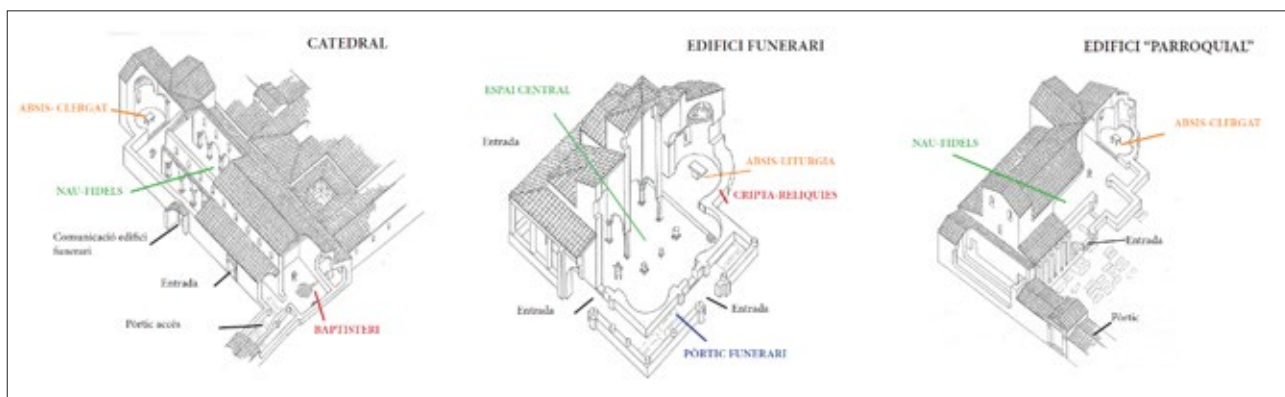 CATEDRAL
ABSIS- CLERGAT
NAU-FIDELS
Comunicació edifici
funerari
Entrada
Pòrtic accés
BAPTISTERI
EDIFICI FUNERARI
ESPAI CENTRAL
Entrada
ABSIS-LITURGIA
CRIPTA-RELIQUIES
Entrada
Entrada
PÒRTIC FUNERARI
EDIFICI “PARROQUIAL”
ABSIS-CLERGAT
NAU-FIDELS
Entrada
Pòrtic